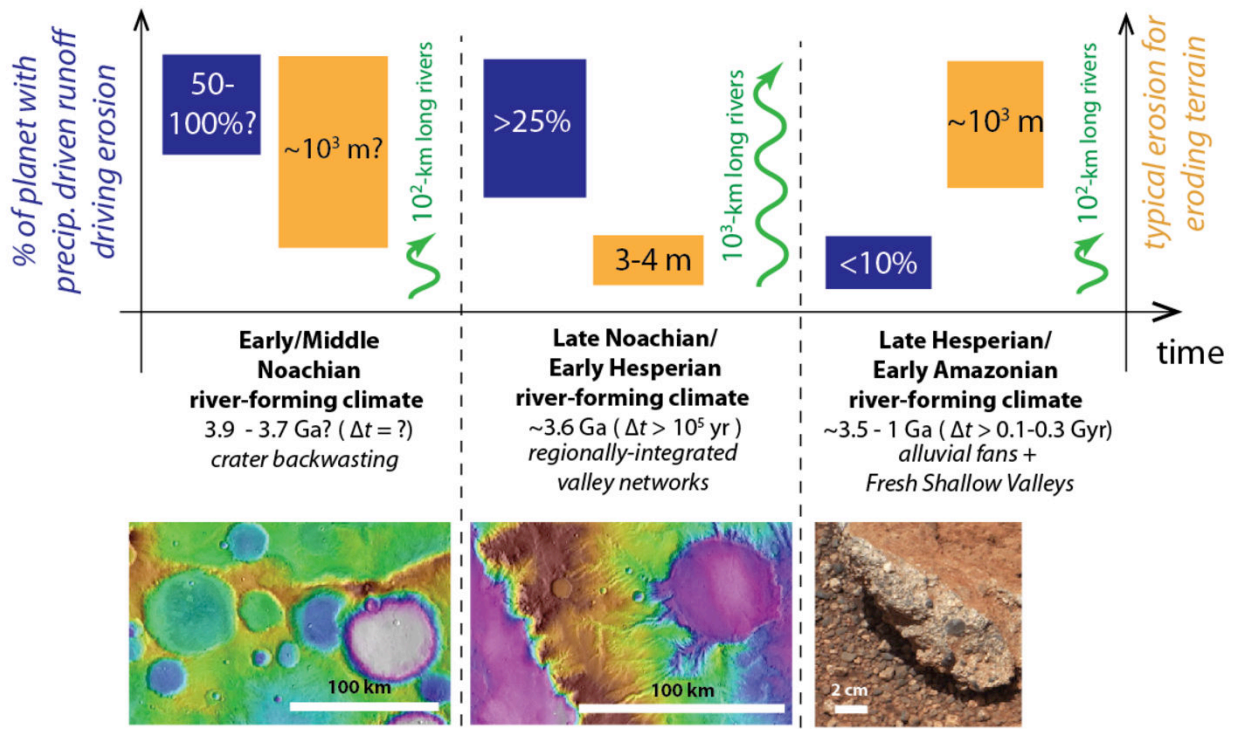 % of planet with
precip. driven runoff
driving erosion
50-
100%?
~10³ m?
10²-km long rivers
>25%
3-4 m
10³-km long rivers
<10%
~10³ m
10²-km long rivers
typical erosion for
eroding terrain
time
Early/Middle
Noachian
river-forming climate
3.9 - 3.7 Ga? ( Δt = ?)
crater backwasting
Late Noachian/
Early Hesperian
river-forming climate
~3.6 Ga ( Δt > 10⁵ yr )
regionally-integrated
valley networks
Late Hesperian/
Early Amazonian
river-forming climate
~3.5 - 1 Ga ( Δt > 0.1-0.3 Gyr)
alluvial fans +
Fresh Shallow Valleys
100 km
100 km
2 cm